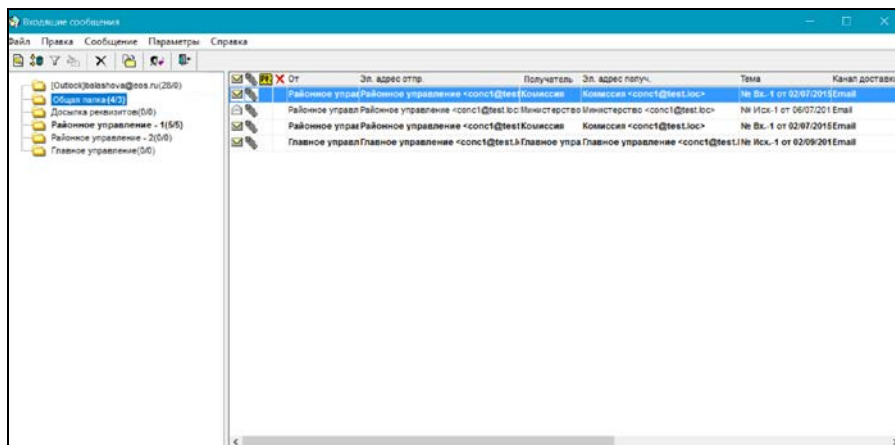 Входящие сообщения
Файл Правка Сообщение Параметры Справка
[Outlook]balashova@eos.ru(28/0)
Общая папка(4/3)
Досылка реквизитов(0/0)
Районное управление - 1(5/5)
Районное управление - 2(0/0)
Главное управление(0/0)
От Эл. адрес отпр. Получатель Эл. адрес получ. Тема Канал доставк
Районное управ Районное управление <conc1@test Комиссия Комиссия <conc1@test.loc> № Вх.-1 от 02/07/2015 Email
Районное управл Районное управление <conc1@test.loc Министерство Министерство <conc1@test.loc> №И Исх-1 от 06/07/201 Email
Районное управ Районное управление <conc1@test Комиссия Комиссия <conc1@test.loc> № Вх.-1 от 02/07/2015 Email
Главное управл Главное управление <conc1@test.l Главное упра Главное управление <conc1@test.l № Исх.-1 от 02/09/201 Email